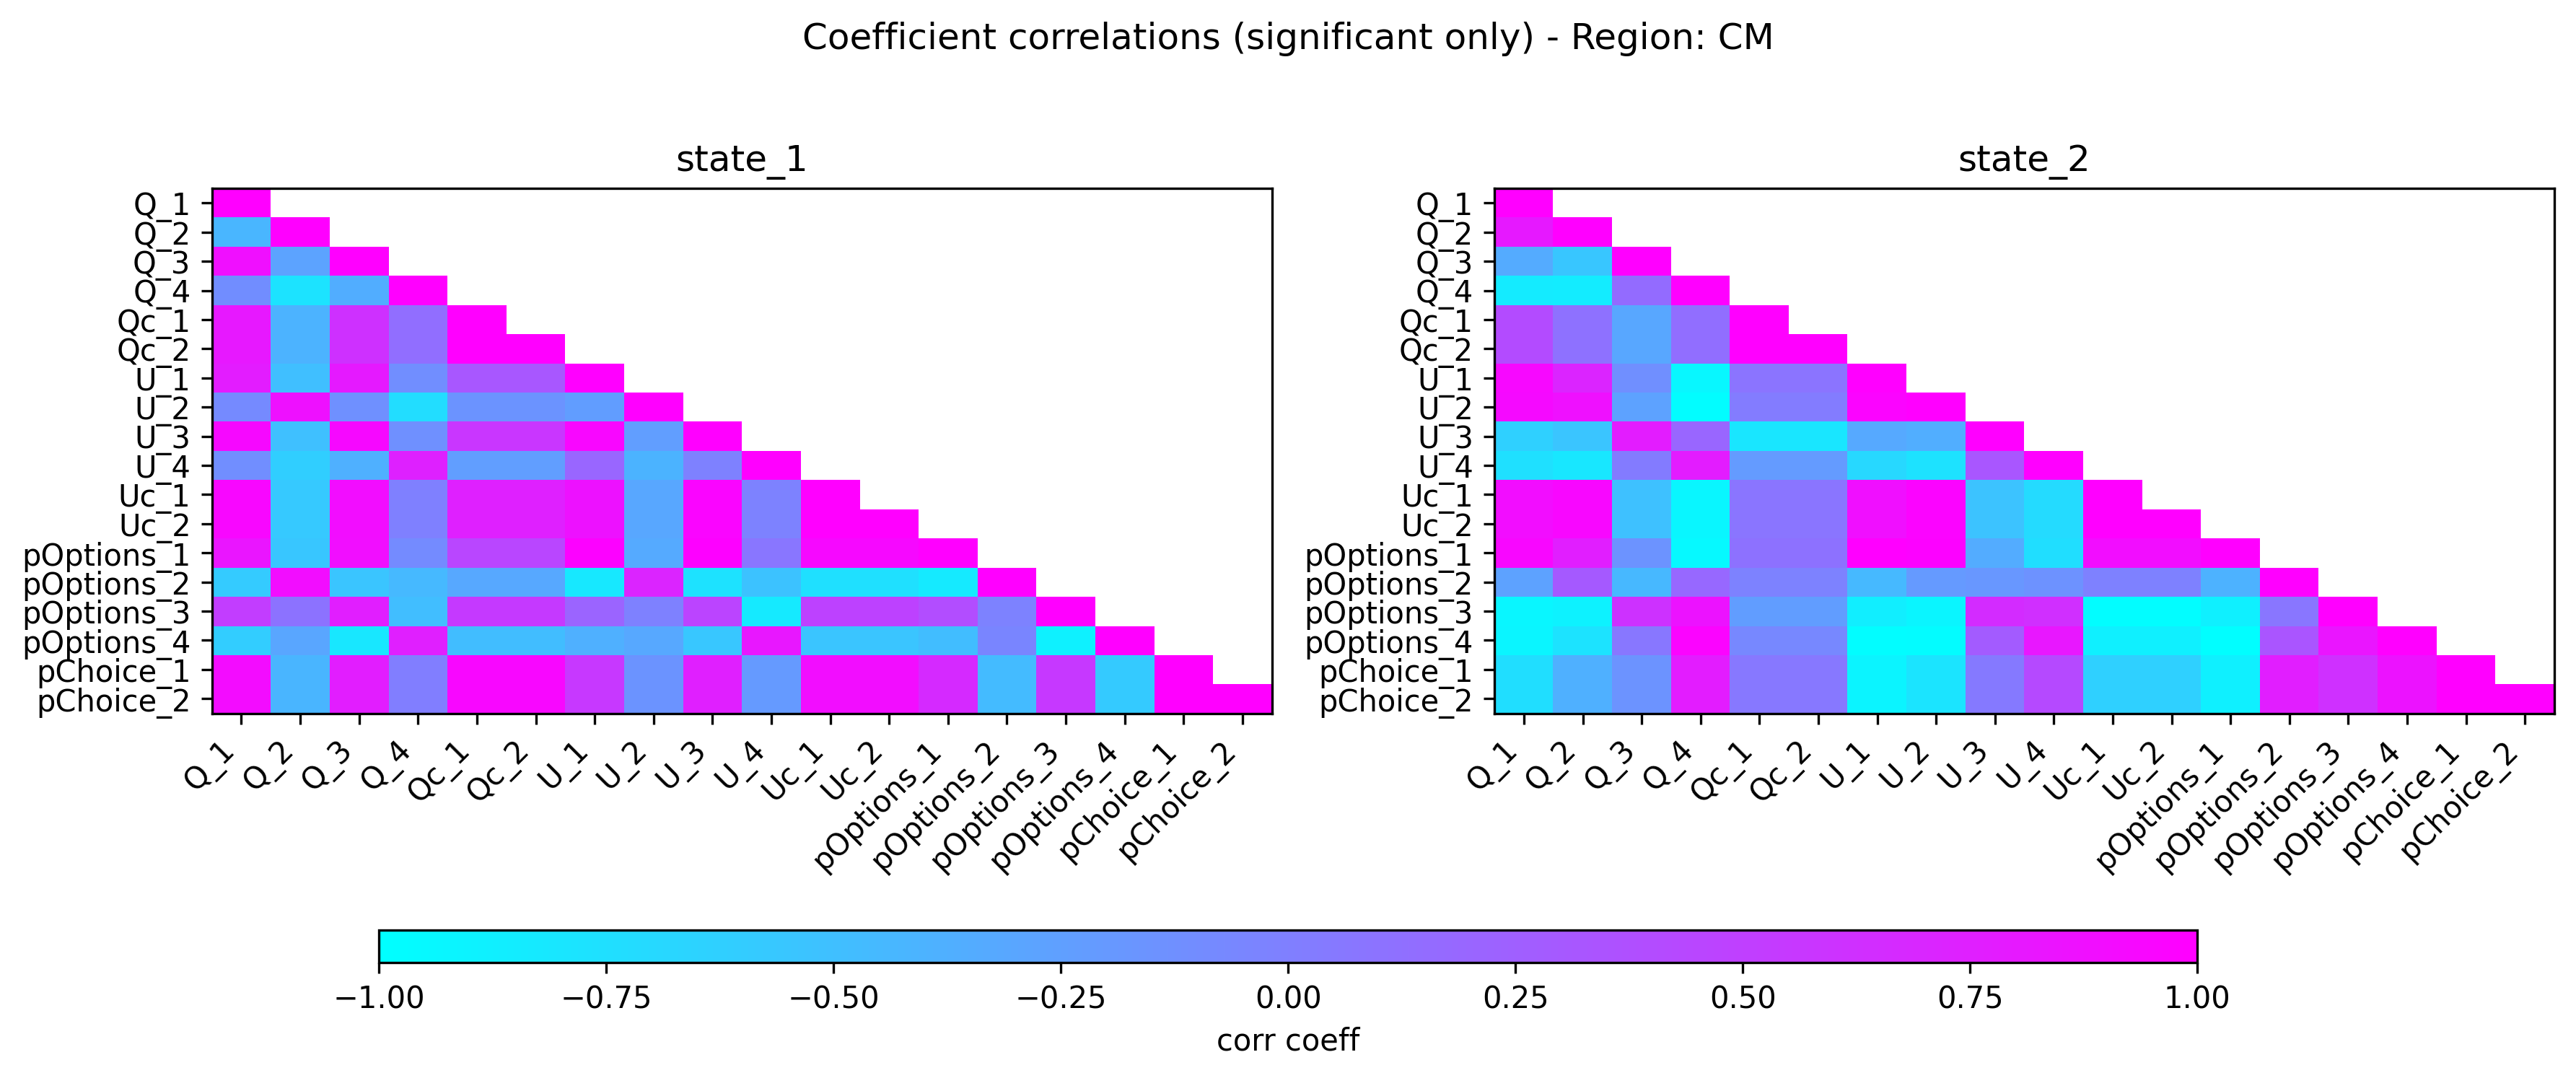 Coefficient correlations (significant only) - Region: CM
state_1
Q_1
Q_2
Q_3
Q_4
Qc_1
Qc_2
U_1
U_2
U_3
U_4
Uc_1
Uc_2
pOptions_1
pOptions_2
pOptions_3
pOptions_4
pChoice_1
pChoice_2
Q_1 Q_2 Q_3 Q_4 Qc_1 Qc_2 U_1 U_2 U_3 U_4 Uc_1 Uc_2 pOptions_1 pOptions_2 pOptions_3 pOptions_4 pChoice_1 pChoice_2
state_2
Q_1
Q_2
Q_3
Q_4
Qc_1
Qc_2
U_1
U_2
U_3
U_4
Uc_1
Uc_2
pOptions_1
pOptions_2
pOptions_3
pOptions_4
pChoice_1
pChoice_2
Q_1 Q_2 Q_3 Q_4 Qc_1 Qc_2 U_1 U_2 U_3 U_4 Uc_1 Uc_2 pOptions_1 pOptions_2 pOptions_3 pOptions_4 pChoice_1 pChoice_2
−1.00 −0.75 −0.50 −0.25 0.00 0.25 0.50 0.75 1.00
corr coeff